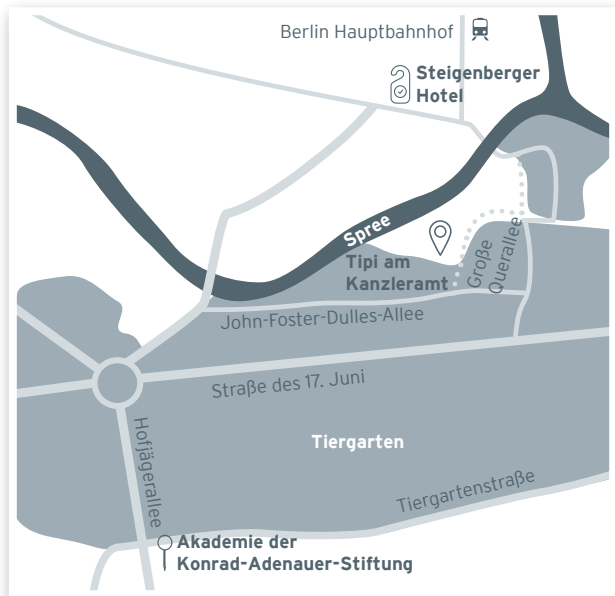 Berlin Hauptbahnhof
Steigenberger
Hotel
Spree
Tipi am
Kanzleramt
Große
Querallee
John-Foster-Dulles-Allee
Straße des 17. Juni
Tiergarten
Hofjägerallee
Tiergartenstraße
Akademie der
Konrad-Adenauer-Stiftung